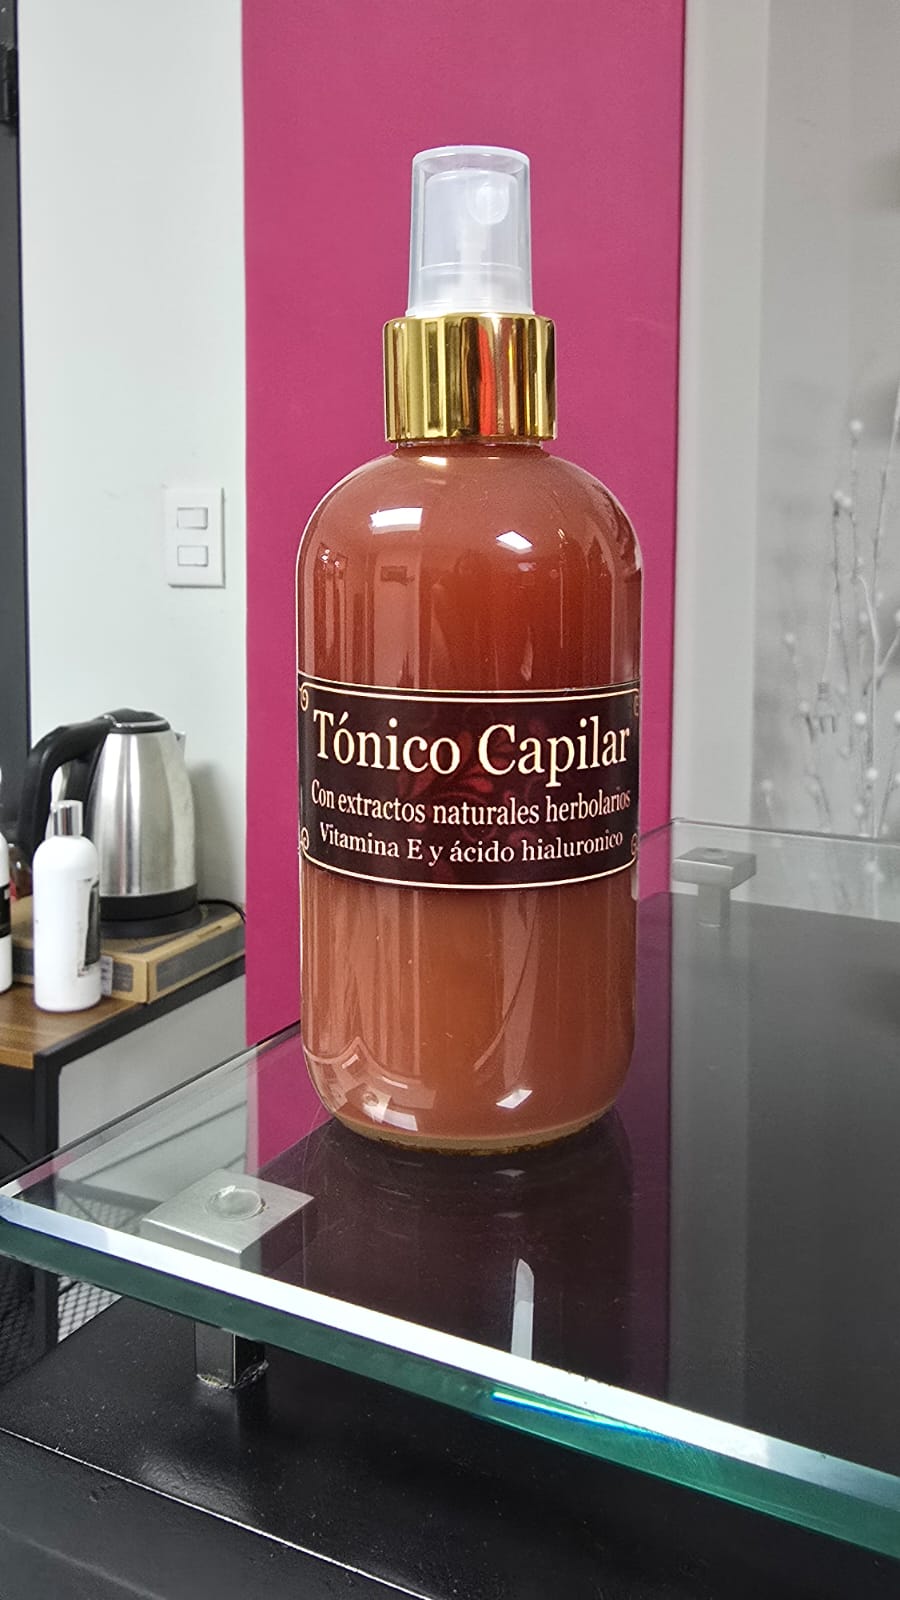 Tónico Capilar
Con extractos naturales herbolarios
Vitamina E y ácido hialuronico